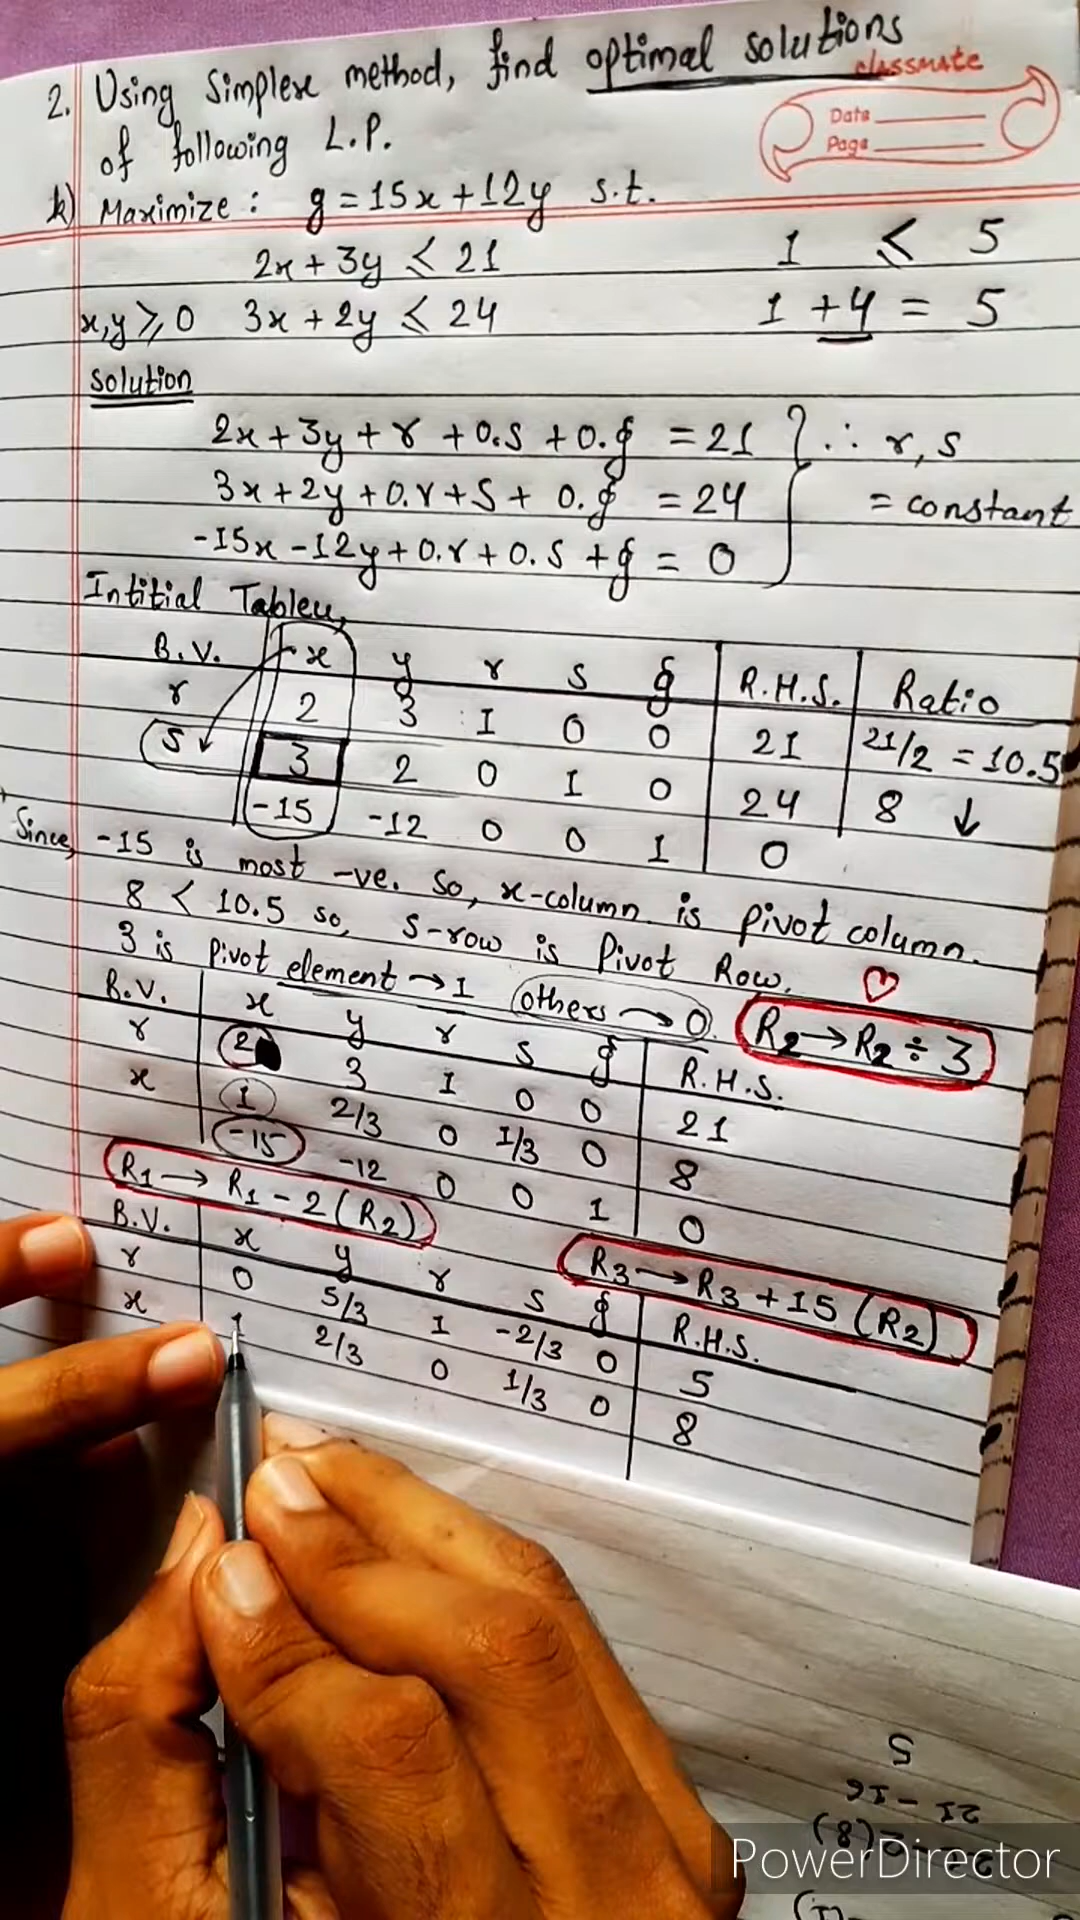 classmate
Date
Page
2. Using Simplex method, find optimal solutions
of following L.P.
k) Maximize : g = 15x + 12y s.t.
2x + 3y ≤ 21
x,y ≥ 0 3x + 2y ≤ 24
1 ≤ 5
1 + 4 = 5
Solution
2x + 3y + r + 0.s + 0.g = 21
3x + 2y + 0.r + s + 0.g = 24
-15x - 12y + 0.r + 0.s + g = 0
∴ r, s
= constant
Intitial Tableu,
B.V. x y r s g R.H.S. Ratio
r 2 3 1 0 0 21 21/2 = 10.5
s 3 2 0 1 0 24 8 ↓
-15 -12 0 0 1 0
Since, -15 is most -ve. So, x-column is pivot column.
8 < 10.5 so, s-row is Pivot Row.
3 is Pivot element → 1 others → 0 R2 → R2 ÷ 3
B.V. x y r s g R.H.S.
r 2 3 1 0 0 21
x 1 2/3 0 1/3 0 8
-15 -12 0 0 1 0
R1 → R1 - 2 (R2)
R3 → R3 + 15 (R2)
B.V. x y r s g R.H.S.
r 0 5/3 1 -2/3 0 5
x 1 2/3 0 1/3 0 8
5
21 - 16
(8)
PowerDirector